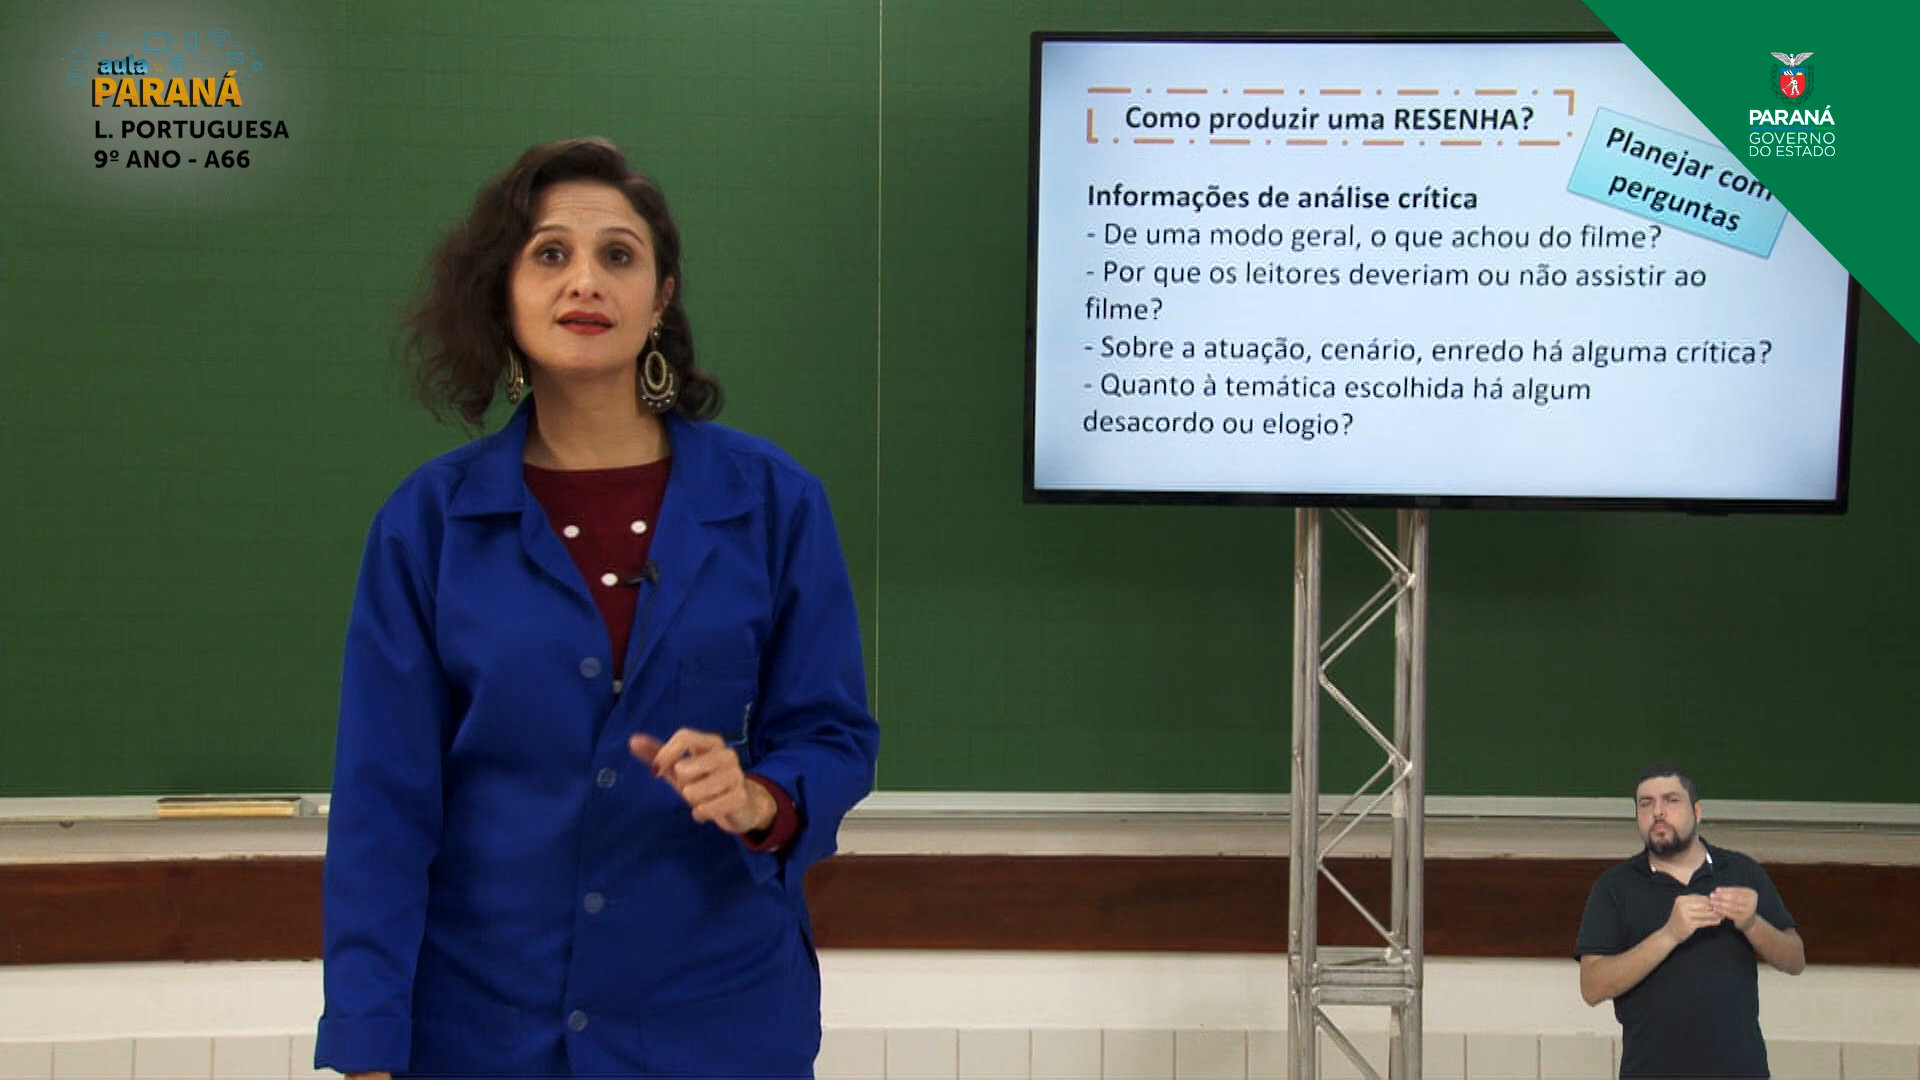 aula
PARANÁ
L. PORTUGUESA
9º ANO - A66
Como produzir uma RESENHA?
Planejar com
perguntas
Informações de análise crítica
- De uma modo geral, o que achou do filme?
- Por que os leitores deveriam ou não assistir ao
filme?
- Sobre a atuação, cenário, enredo há alguma crítica?
- Quanto à temática escolhida há algum
desacordo ou elogio?
PARANÁ
GOVERNO
DO ESTADO